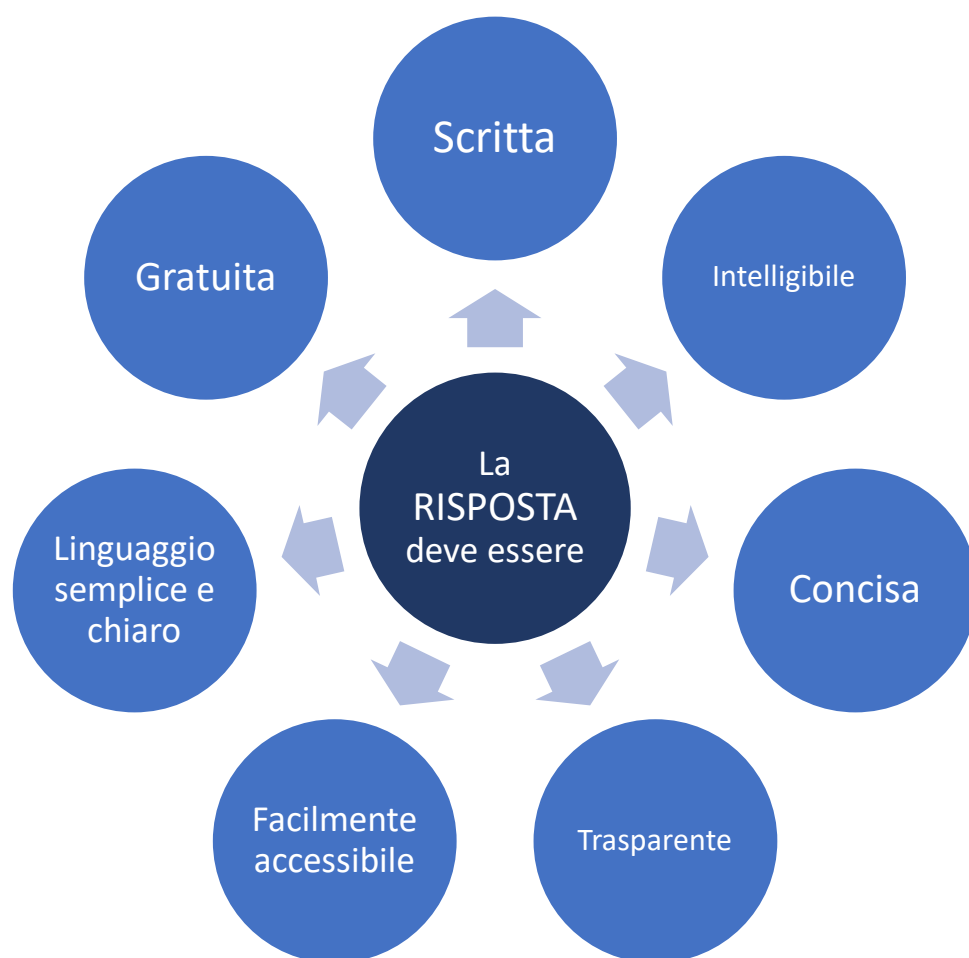 La
RISPOSTA
deve essere
Scritta
Intelligibile
Concisa
Trasparente
Facilmente
accessibile
Linguaggio
semplice e
chiaro
Gratuita